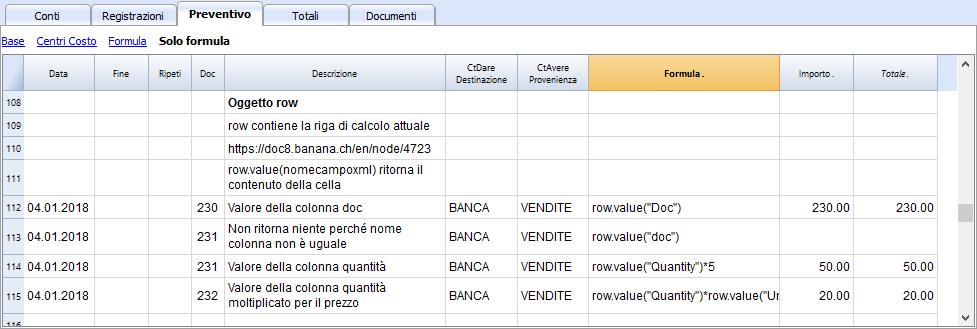 Conti Registrazioni Preventivo Totali Documenti
Base Centri Costo Formula Solo formula
Data Fine Ripeti Doc Descrizione CtDare Destinazione CtAvere Provenienza Formula . Importo . Totale .
108 Oggetto row
109 row contiene la riga di calcolo attuale
110 https://doc8.banana.ch/en/node/4723
111 row.value(nomecampoxml) ritorna il
contenuto della cella
112 04.01.2018 230 Valore della colonna doc BANCA VENDITE row.value("Doc") 230.00 230.00
113 04.01.2018 231 Non ritorna niente perché nome
colonna non è uguale BANCA VENDITE row.value("doc")
114 04.01.2018 231 Valore della colonna quantità BANCA VENDITE row.value("Quantity")*5 50.00 50.00
115 04.01.2018 232 Valore della colonna quantità
moltiplicato per il prezzo BANCA VENDITE row.value("Quantity")*row.value("Ur 20.00 20.00
116